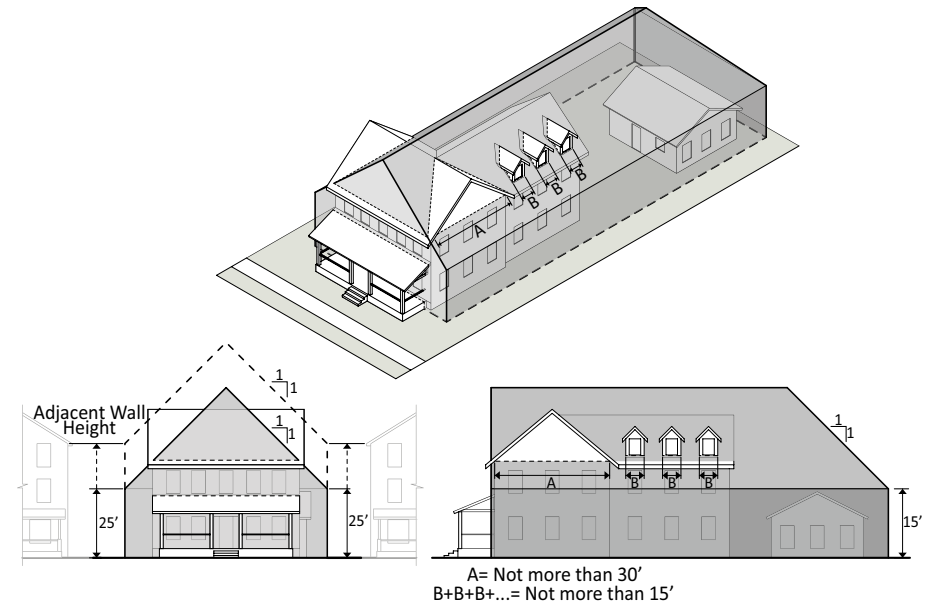 A
B
B
B
1
1
Adjacent Wall
Height
1
1
25’
25’
1
1
A
B
B
B
15’
A= Not more than 30’
B+B+B+...= Not more than 15’